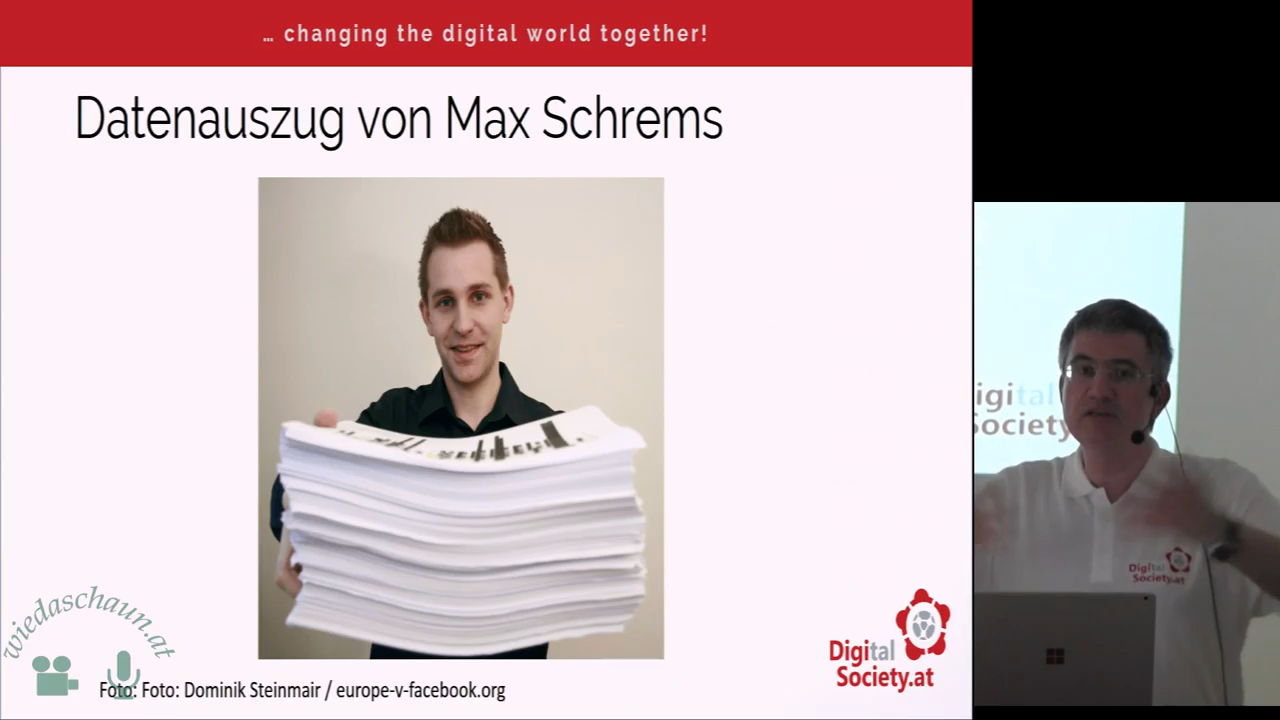 … changing the digital world together!
Datenauszug von Max Schrems
wiedaschaun.at
Foto: Foto: Dominik Steinmair / europe-v-facebook.org
Digital
Society.at
igital
Society
Digital
Society.at